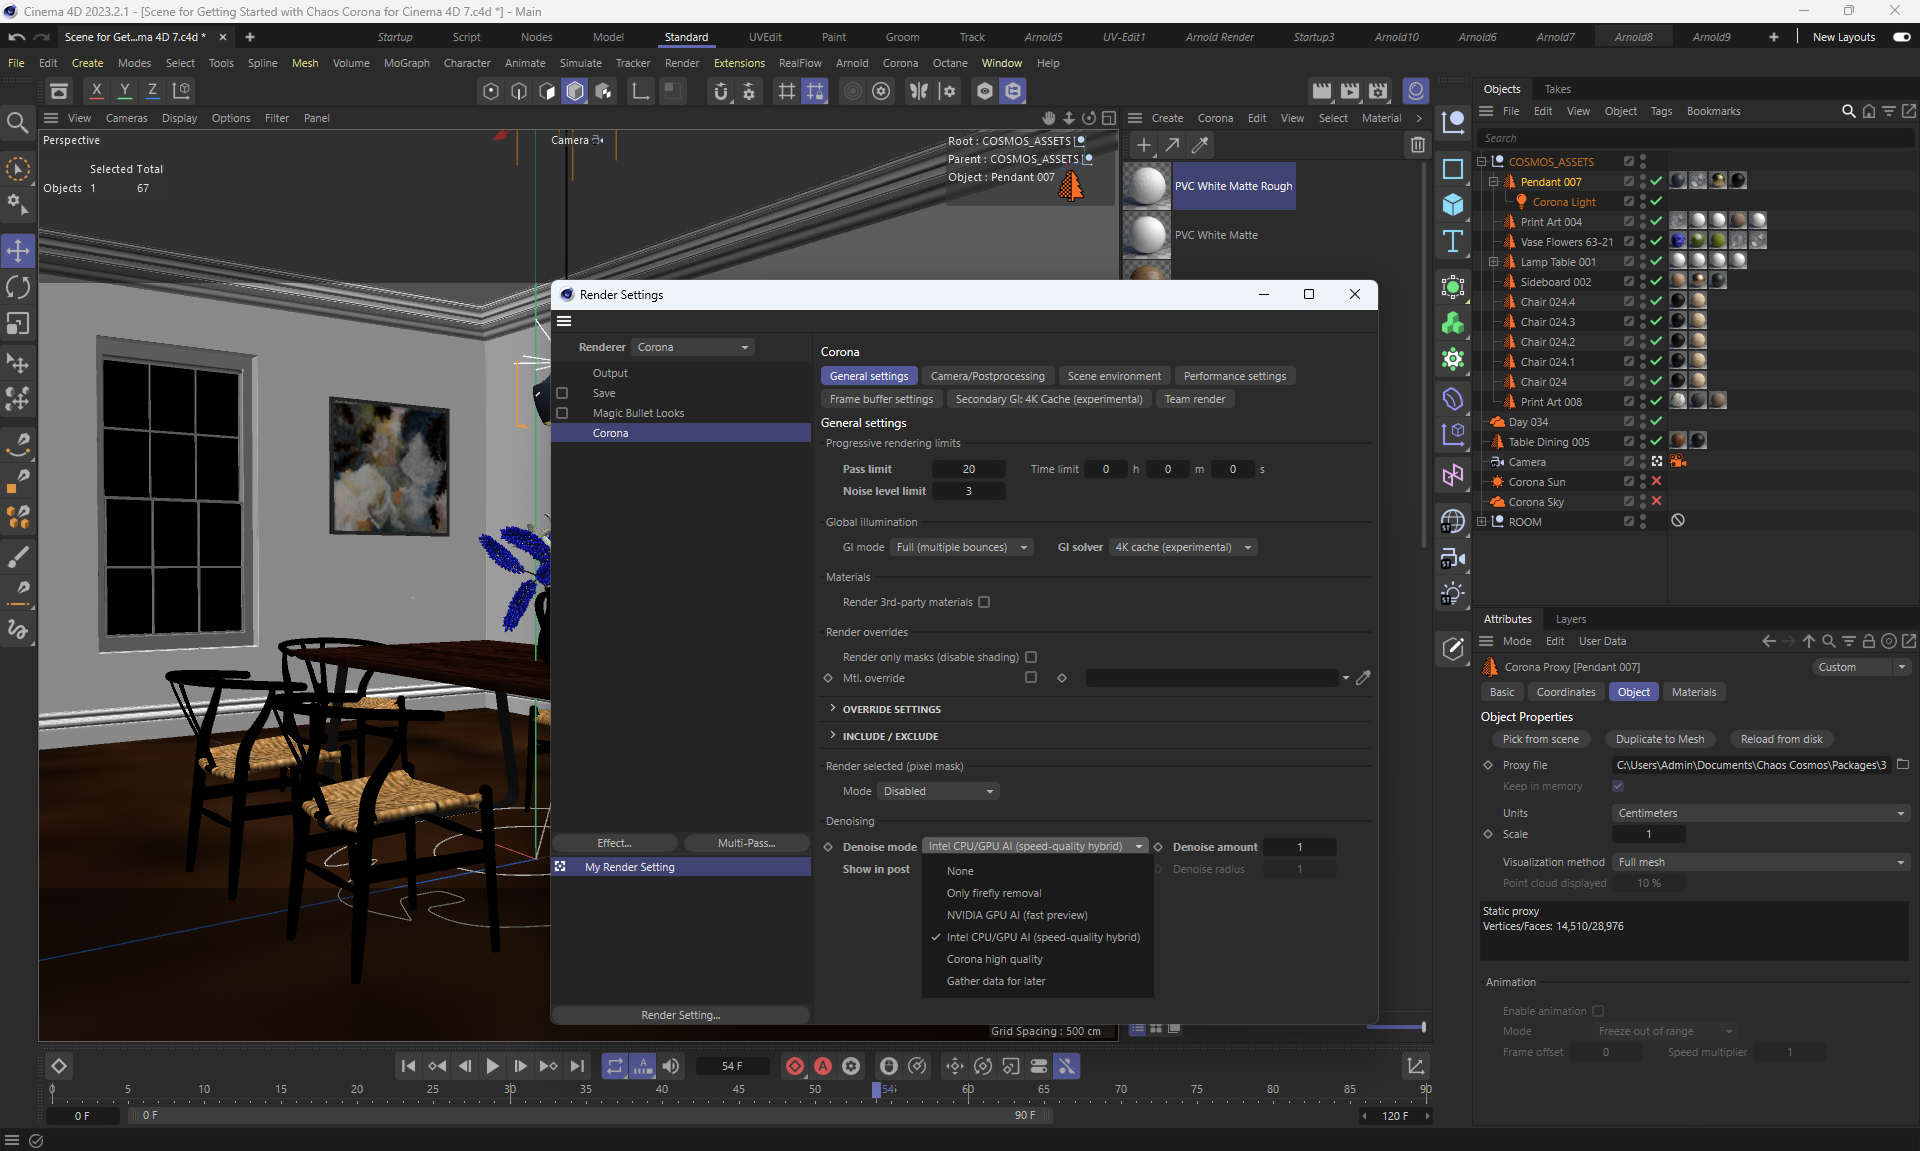 Cinema 4D 2023.2.1 - [Scene for Getting Started with Chaos Corona for Cinema 4D 7.c4d *] - Main
Scene for Get...ma 4D 7.c4d *
Startup Script Nodes Model Standard UVEdit Paint Groom Track Arnold5 UV-Edit1 Arnold Render Startup3 Arnold10 Arnold6 Arnold7 Arnold8 Arnold9 New Layouts
File Edit Create Modes Select Tools Spline Mesh Volume MoGraph Character Animate Simulate Tracker Render Extensions RealFlow Arnold Corona Octane Window Help
X Y Z
View Cameras Display Options Filter Panel
Perspective
Camera
Selected Total
Objects 1 67
Root : COSMOS_ASSETS
Parent : COSMOS_ASSETS
Object : Pendant 007
Grid Spacing : 500 cm
Create Corona Edit View Select Material
PVC White Matte Rough
PVC White Matte
Render Settings
Renderer Corona
Output
Save
Magic Bullet Looks
Corona
Effect... Multi-Pass...
My Render Setting
Render Setting...
Corona
General settings Camera/Postprocessing Scene environment Performance settings
Frame buffer settings Secondary GI: 4K Cache (experimental) Team render
General settings
Progressive rendering limits
Pass limit 20 Time limit 0 h 0 m 0 s
Noise level limit 3
Global illumination
GI mode Full (multiple bounces) GI solver 4K cache (experimental)
Materials
Render 3rd-party materials
Render overrides
Render only masks (disable shading)
Mtl. override
OVERRIDE SETTINGS
INCLUDE / EXCLUDE
Render selected (pixel mask)
Mode Disabled
Denoising
Denoise mode Intel CPU/GPU AI (speed-quality hybrid) Denoise amount 1
Show in post Denoise radius 1
None
Only firefly removal
NVIDIA GPU AI (fast preview)
Intel CPU/GPU AI (speed-quality hybrid)
Corona high quality
Gather data for later
Objects Takes
File Edit View Object Tags Bookmarks
Search
COSMOS_ASSETS
Pendant 007
Corona Light
Print Art 004
Vase Flowers 63-21
Lamp Table 001
Sideboard 002
Chair 024.4
Chair 024.3
Chair 024.2
Chair 024.1
Chair 024
Print Art 008
Day 034
Table Dining 005
Camera
Corona Sun
Corona Sky
ROOM
ST
ST
ST
Attributes Layers
Mode Edit User Data
Corona Proxy [Pendant 007] Custom
Basic Coordinates Object Materials
Object Properties
Pick from scene Duplicate to Mesh Reload from disk
Proxy file C:\Users\Admin\Documents\Chaos Cosmos\Packages\3
Keep in memory
Units Centimeters
Scale 1
Visualization method Full mesh
Point cloud displayed 10 %
Static proxy
Vertices/Faces: 14,510/28,976
Animation
Enable animation
Mode Freeze out of range
Frame offset 0 Speed multiplier 1
54 F
0 5 10 15 20 25 30 35 40 45 50 54 60 65 70 75 80 85 90
0 F 0 F 90 F 120 F